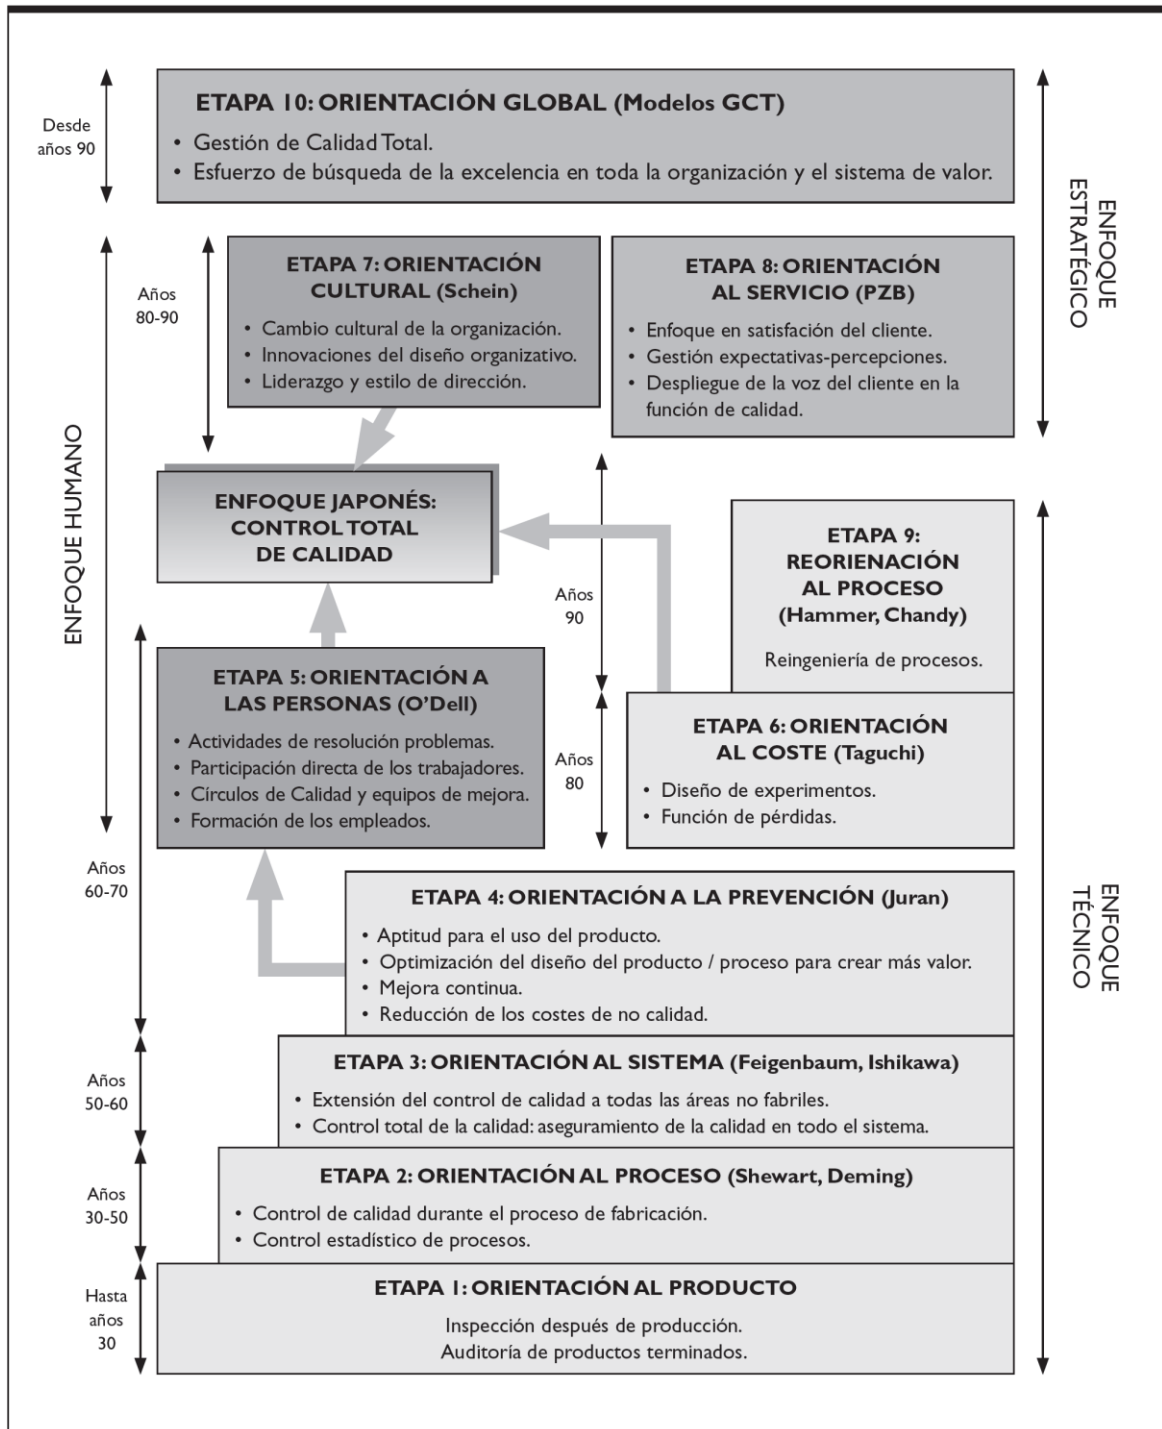 Desde
años 90
ETAPA 10: ORIENTACIÓN GLOBAL (Modelos GCT)
• Gestión de Calidad Total.
• Esfuerzo de búsqueda de la excelencia en toda la organización y el sistema de valor.
ENFOQUE
ESTRATÉGICO
ENFOQUE HUMANO
Años
80-90
ETAPA 7: ORIENTACIÓN
CULTURAL (Schein)
• Cambio cultural de la organización.
• Innovaciones del diseño organizativo.
• Liderazgo y estilo de dirección.
ETAPA 8: ORIENTACIÓN
AL SERVICIO (PZB)
• Enfoque en satisfacción del cliente.
• Gestión expectativas-percepciones.
• Despliegue de la voz del cliente en la
función de calidad.
ENFOQUE JAPONÉS:
CONTROL TOTAL
DE CALIDAD
Años
90
ETAPA 9:
REORIENACIÓN
AL PROCESO
(Hammer, Chandy)
Reingeniería de procesos.
ETAPA 5: ORIENTACIÓN A
LAS PERSONAS (O’Dell)
• Actividades de resolución problemas.
• Participación directa de los trabajadores.
• Círculos de Calidad y equipos de mejora.
• Formación de los empleados.
Años
80
ETAPA 6: ORIENTACIÓN
AL COSTE (Taguchi)
• Diseño de experimentos.
• Función de pérdidas.
Años
60-70
ETAPA 4: ORIENTACIÓN A LA PREVENCIÓN (Juran)
• Aptitud para el uso del producto.
• Optimización del diseño del producto / proceso para crear más valor.
• Mejora continua.
• Reducción de los costes de no calidad.
ENFOQUE
TÉCNICO
Años
50-60
ETAPA 3: ORIENTACIÓN AL SISTEMA (Feigenbaum, Ishikawa)
• Extensión del control de calidad a todas las áreas no fabriles.
• Control total de la calidad: aseguramiento de la calidad en todo el sistema.
Años
30-50
ETAPA 2: ORIENTACIÓN AL PROCESO (Shewart, Deming)
• Control de calidad durante el proceso de fabricación.
• Control estadístico de procesos.
Hasta
años
30
ETAPA 1: ORIENTACIÓN AL PRODUCTO
Inspección después de producción.
Auditoría de productos terminados.